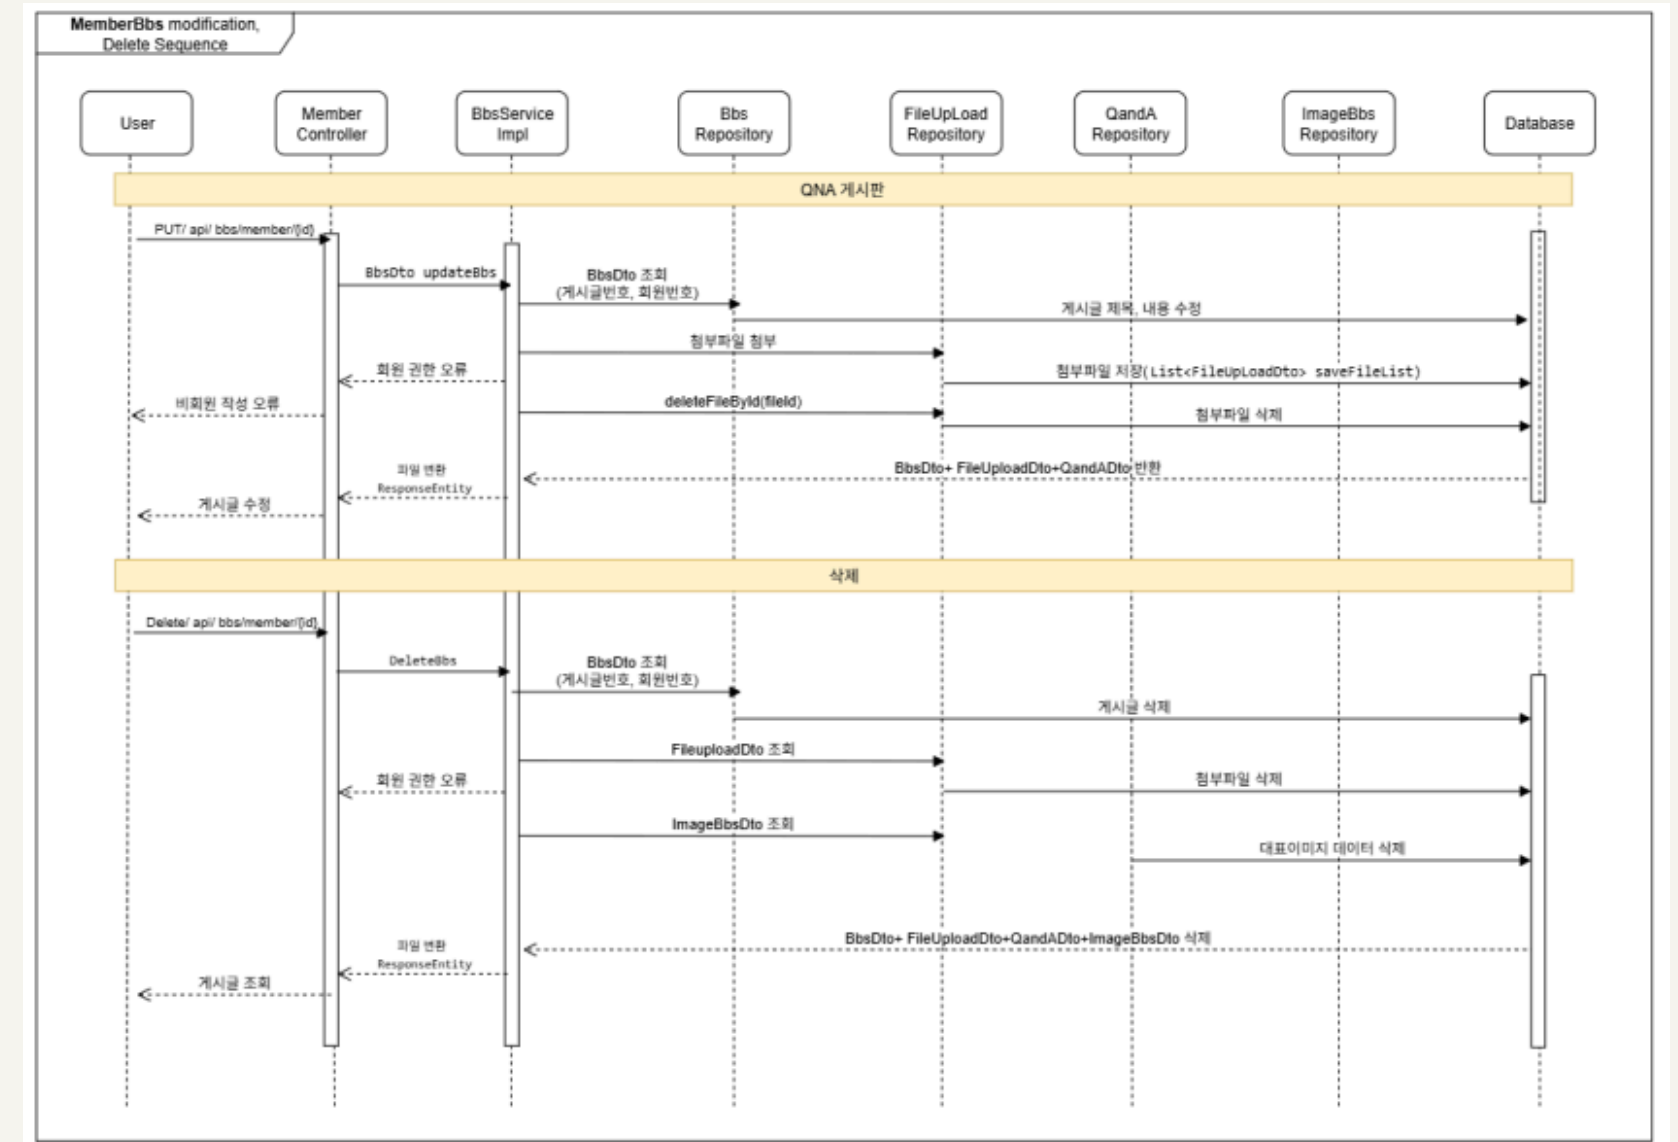 MemberBbs modification,
Delete Sequence
User
Member
Controller
BbsService
Impl
Bbs
Repository
FileUpLoad
Repository
QandA
Repository
ImageBbs
Repository
Database
QNA 게시판
PUT/ api/ bbs/member/{id}
BbsDto updateBbs
BbsDto 조회
(게시글번호, 회원번호)
게시글 제목, 내용 수정
첨부파일 첨부
회원 권한 오류
첨부파일 저장(List<FileUpLoadDto> saveFileList)
비회원 작성 오류
deleteFileById(fileId)
첨부파일 삭제
BbsDto+ FileUploadDto+QandADto 반환
파일 변환
ResponseEntity
게시글 수정
삭제
Delete/ api/ bbs/member/{id}
DeleteBbs
BbsDto 조회
(게시글번호, 회원번호)
게시글 삭제
FileuploadDto 조회
회원 권한 오류
첨부파일 삭제
ImageBbsDto 조회
대표이미지 데이터 삭제
BbsDto+ FileUploadDto+QandADto+ImageBbsDto 삭제
파일 변환
ResponseEntity
게시글 조회